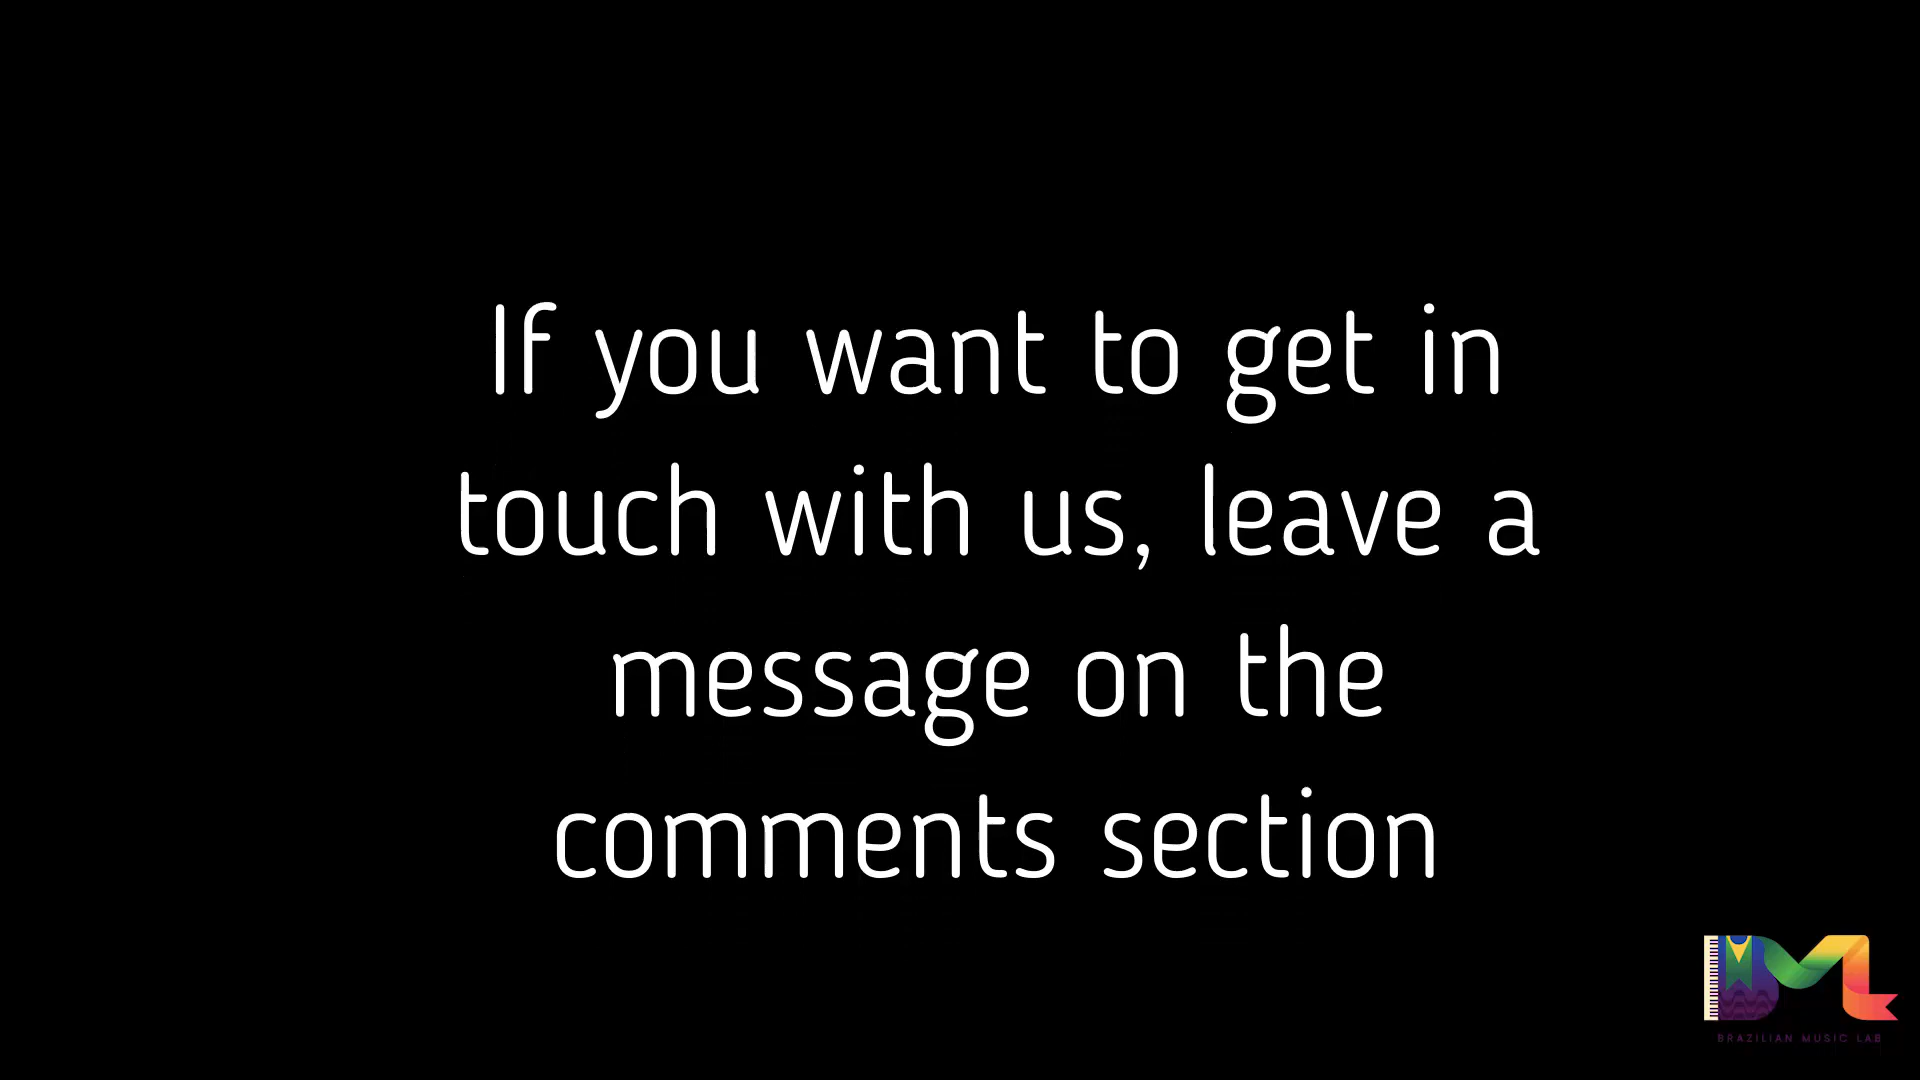 If you want to get in
touch with us, leave a
message on the
comments section
BRAZILIAN MUSIC LAB